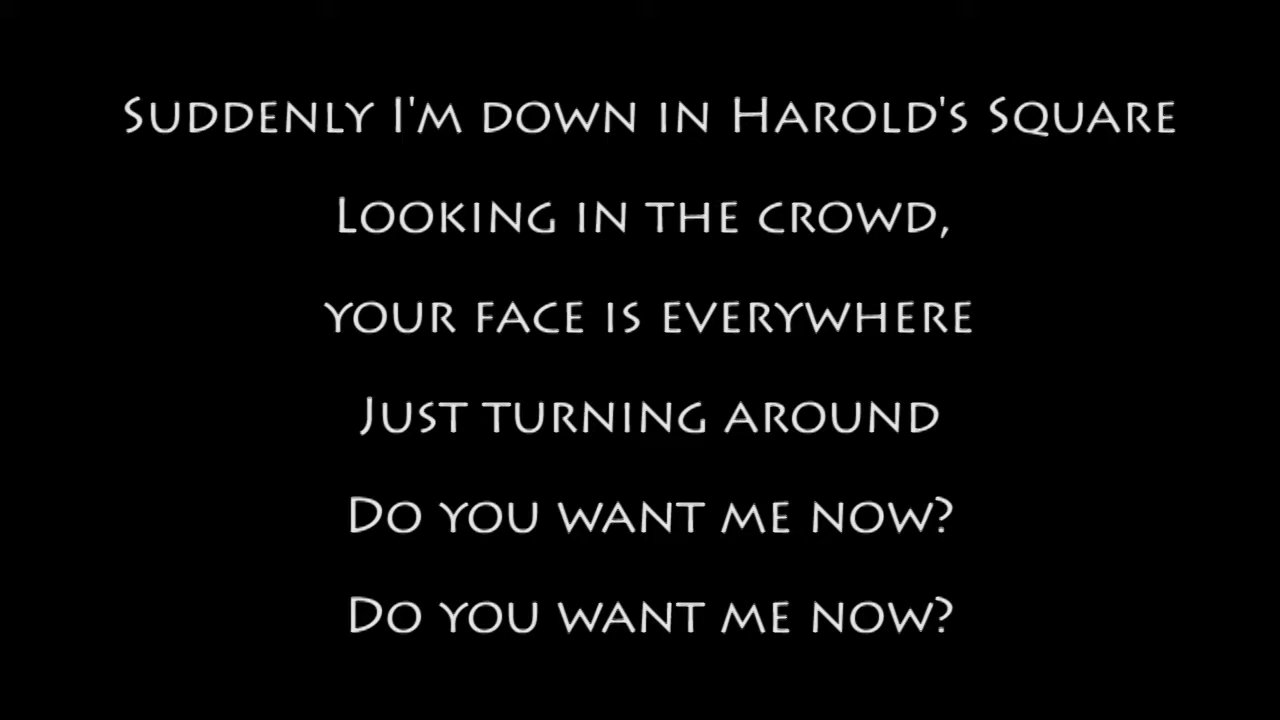 Suddenly I'm down in Harold's Square
Looking in the crowd,
your face is everywhere
Just turning around
Do you want me now?
Do you want me now?